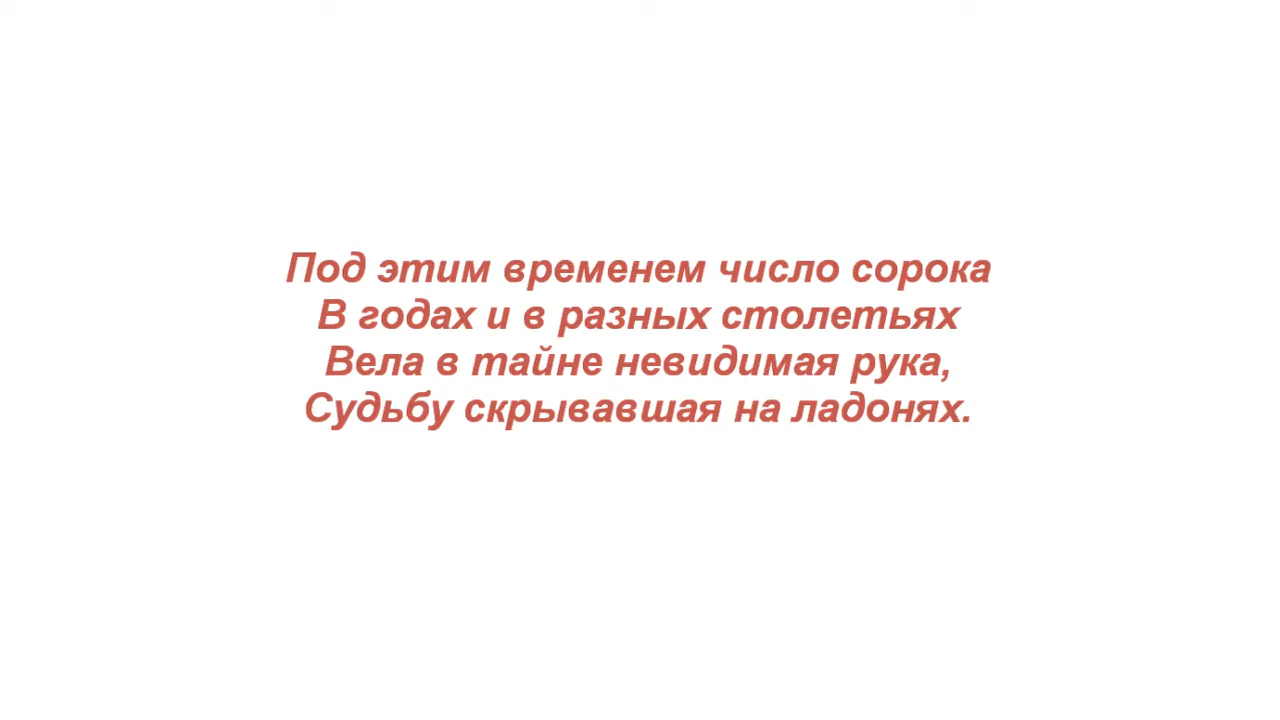 Под этим временем число сорока
В годах и в разных столетьях
Вела в тайне невидимая рука,
Судьбу скрывавшая на ладонях.